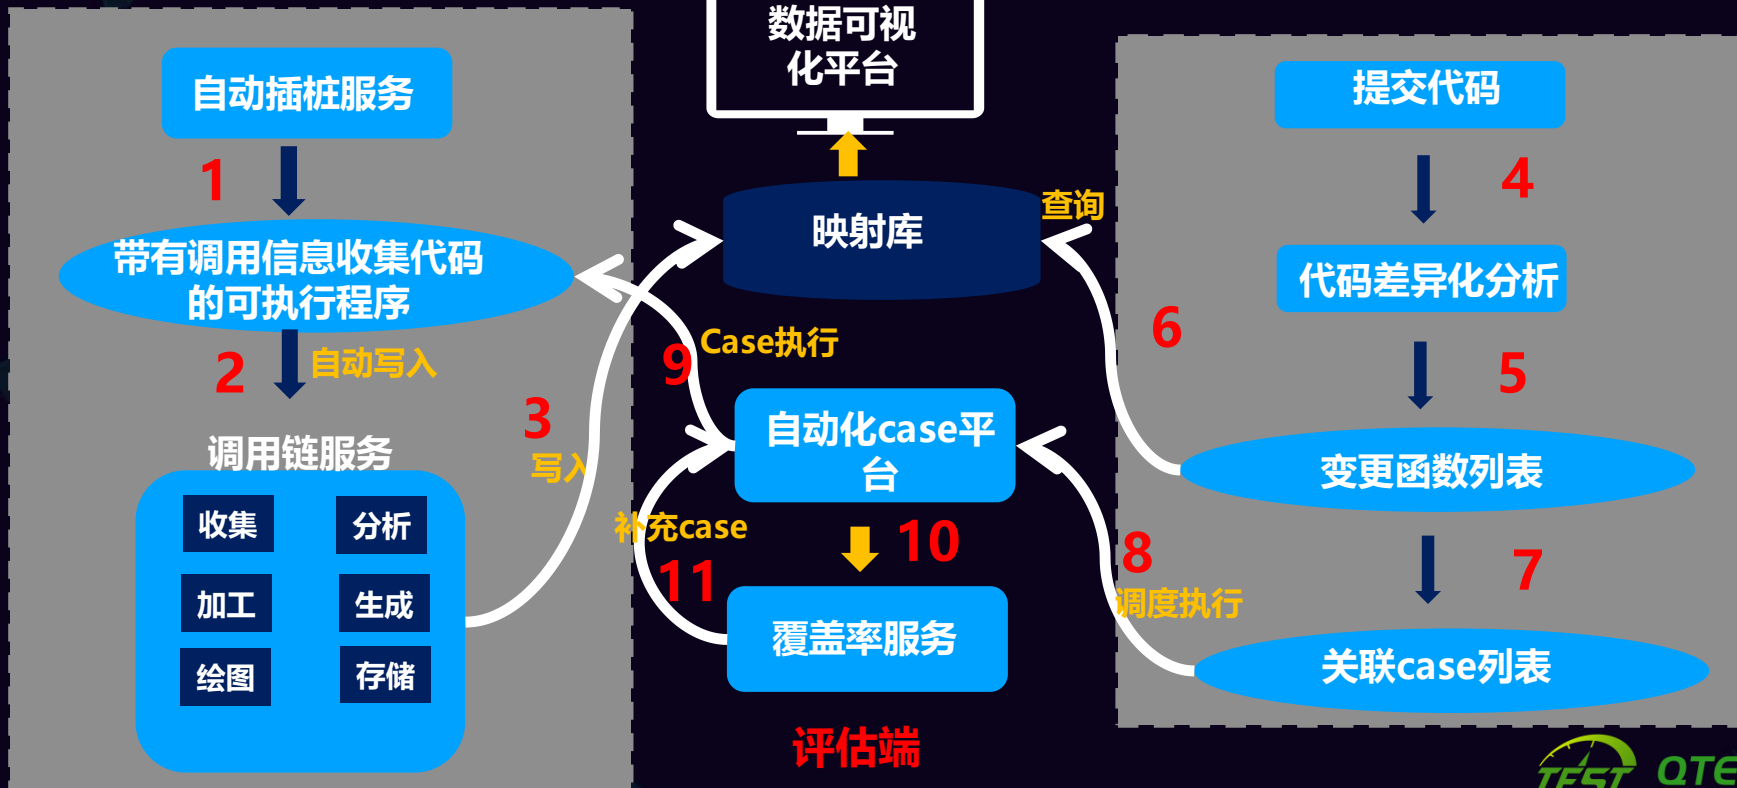 自动插桩服务
1
带有调用信息收集代码
的可执行程序
2
自动写入
调用链服务
收集
分析
加工
生成
绘图
存储
3
写入
数据可视
化平台
映射库
查询
9
Case执行
自动化case平
台
补充case
10
11
覆盖率服务
评估端
提交代码
4
代码差异化分析
5
6
变更函数列表
7
8
调度执行
关联case列表
TEST
QTE